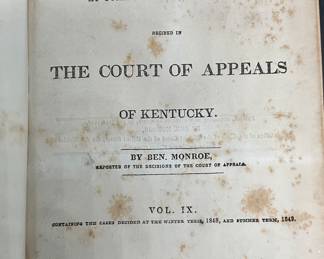 DECIDED IN
THE COURT OF APPEALS
OF KENTUCKY.
BY BEN. MONROE,
REPORTER OF THE DECISIONS OF THE COURT OF APPEALS.
VOL. IX.
CONTAINING THE CASES DECIDED AT THE WINTER TERM, 1848, AND SUMMER TERM, 1849.